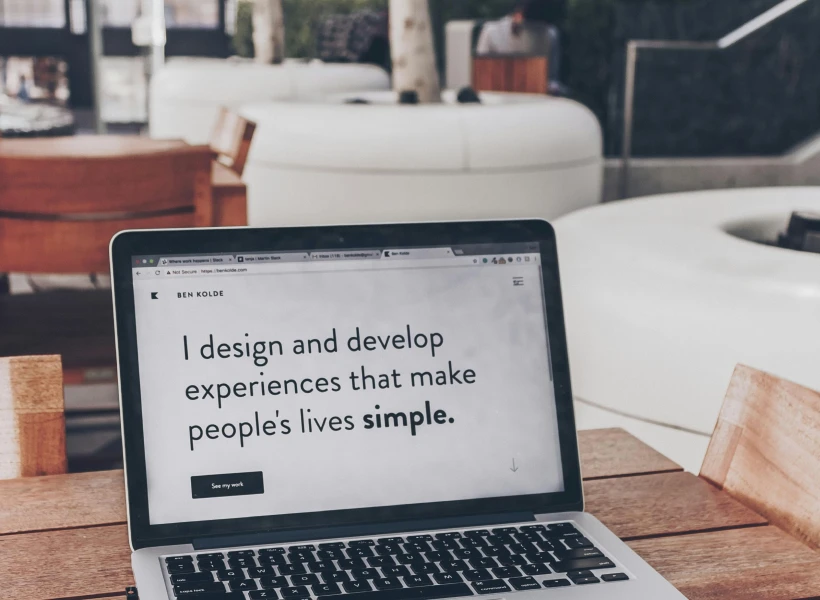 Not Secure
https://benkolde.com
BEN KOLDE
I design and develop
experiences that make
people's lives simple.
See my work